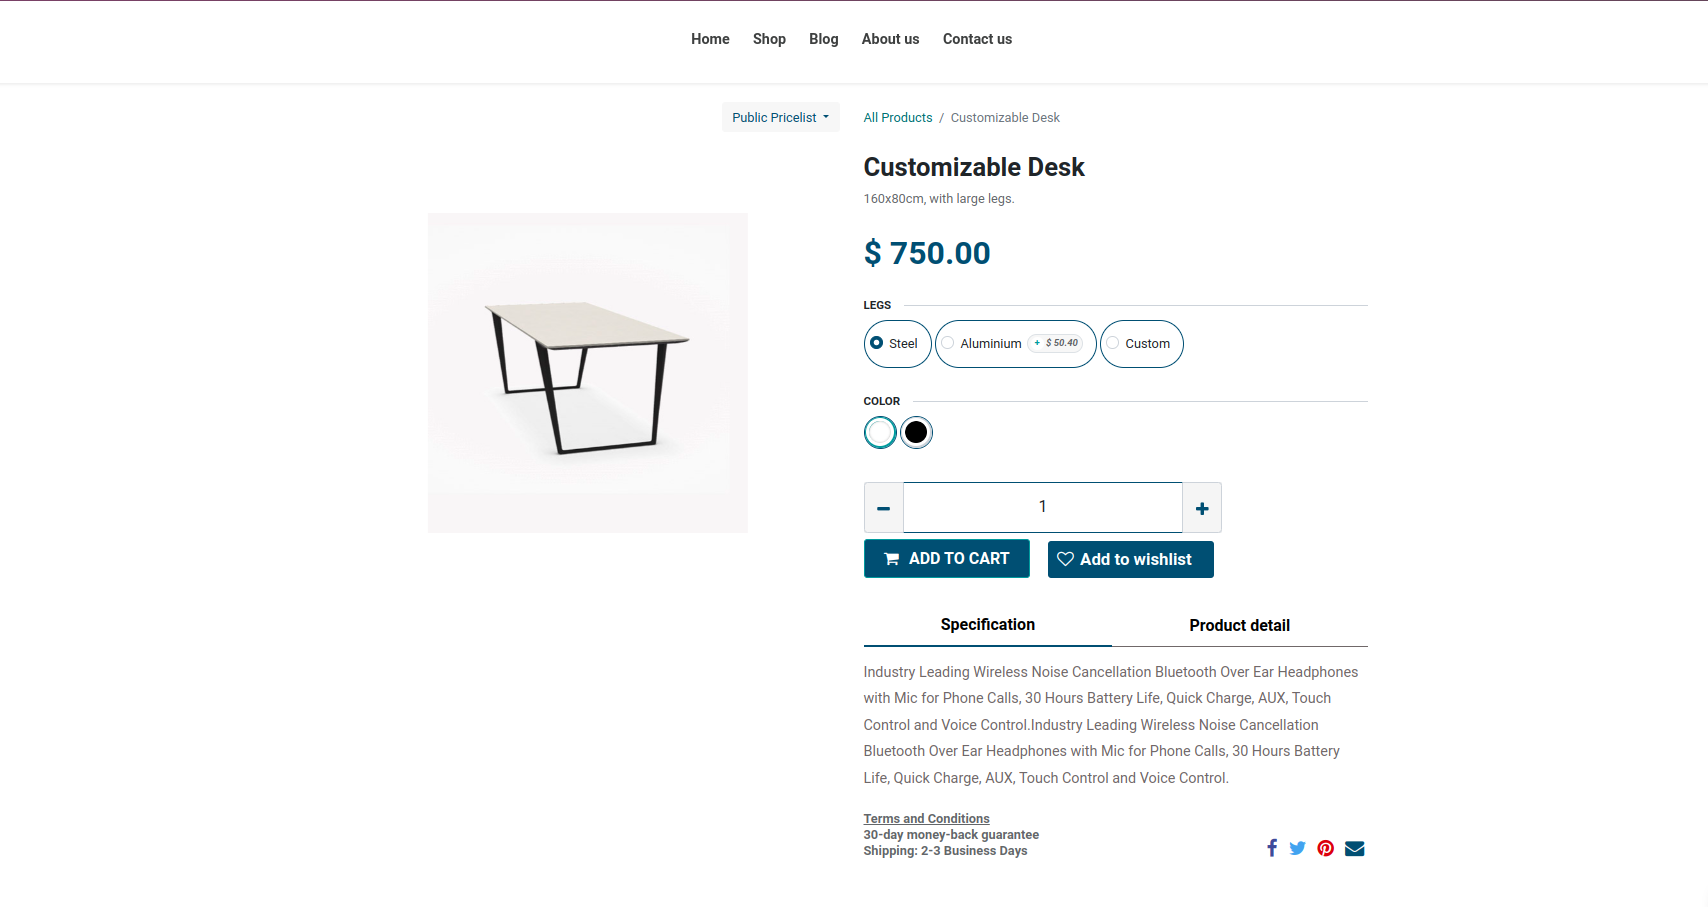 Home Shop Blog About us Contact us
Public Pricelist
All Products / Customizable Desk
Customizable Desk
160x80cm, with large legs.
$ 750.00
LEGS
Steel Aluminium + $ 50.40 Custom
COLOR
1
ADD TO CART Add to wishlist
Specification Product detail
Industry Leading Wireless Noise Cancellation Bluetooth Over Ear Headphones
with Mic for Phone Calls, 30 Hours Battery Life, Quick Charge, AUX, Touch
Control and Voice Control.Industry Leading Wireless Noise Cancellation
Bluetooth Over Ear Headphones with Mic for Phone Calls, 30 Hours Battery
Life, Quick Charge, AUX, Touch Control and Voice Control.
Terms and Conditions
30-day money-back guarantee
Shipping: 2-3 Business Days